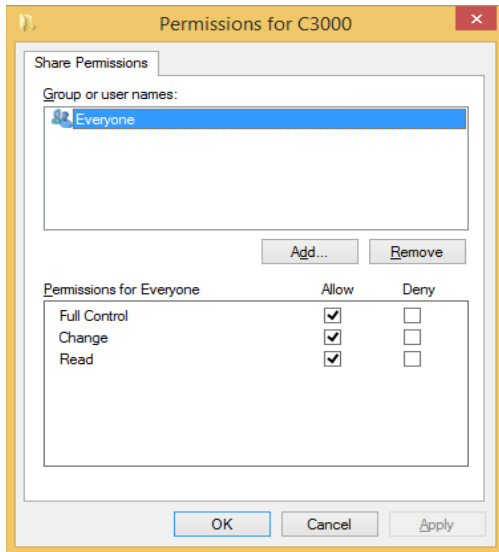 Permissions for C3000
Share Permissions
Group or user names:
Everyone
Add... Remove
Permissions for Everyone Allow Deny
Full Control
Change
Read
OK Cancel Apply